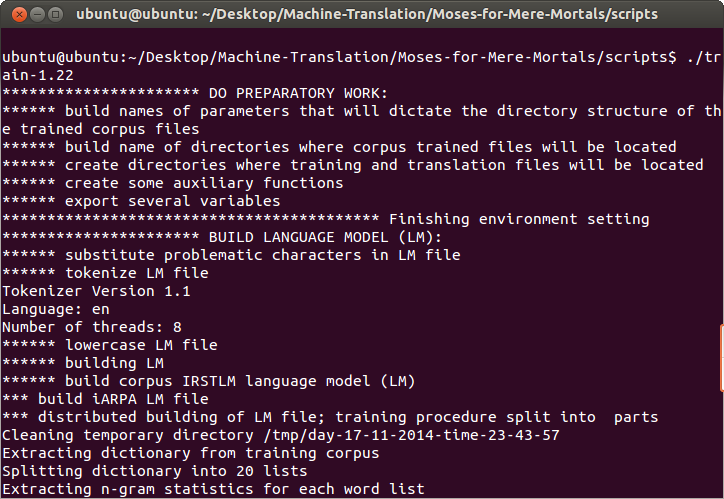 ubuntu@ubuntu: ~/Desktop/Machine-Translation/Moses-for-Mere-Mortals/scripts
ubuntu@ubuntu:~/Desktop/Machine-Translation/Moses-for-Mere-Mortals/scripts$ ./tr
ain-1.22
********************** DO PREPARATORY WORK:
****** build names of parameters that will dictate the directory structure of th
e trained corpus files
****** build name of directories where corpus trained files will be located
****** create directories where training and translation files will be located
****** create some auxiliary functions
****** export several variables
****************************************** Finishing environment setting
********************** BUILD LANGUAGE MODEL (LM):
****** substitute problematic characters in LM file
****** tokenize LM file
Tokenizer Version 1.1
Language: en
Number of threads: 8
****** lowercase LM file
****** building LM
****** build corpus IRSTLM language model (LM)
*** build iARPA LM file
*** distributed building of LM file; training procedure split into  parts
Cleaning temporary directory /tmp/day-17-11-2014-time-23-43-57
Extracting dictionary from training corpus
Splitting dictionary into 20 lists
Extracting n-gram statistics for each word list